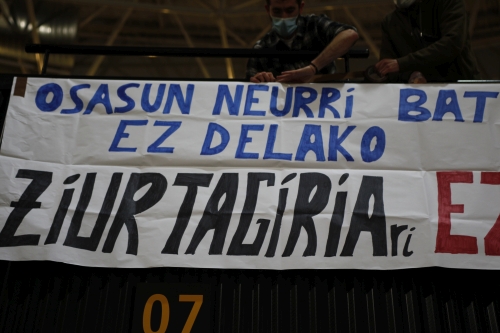 OSASUN NEURRi BAT
EZ DELAKO
ZiURTAGiRiARi EZ
07